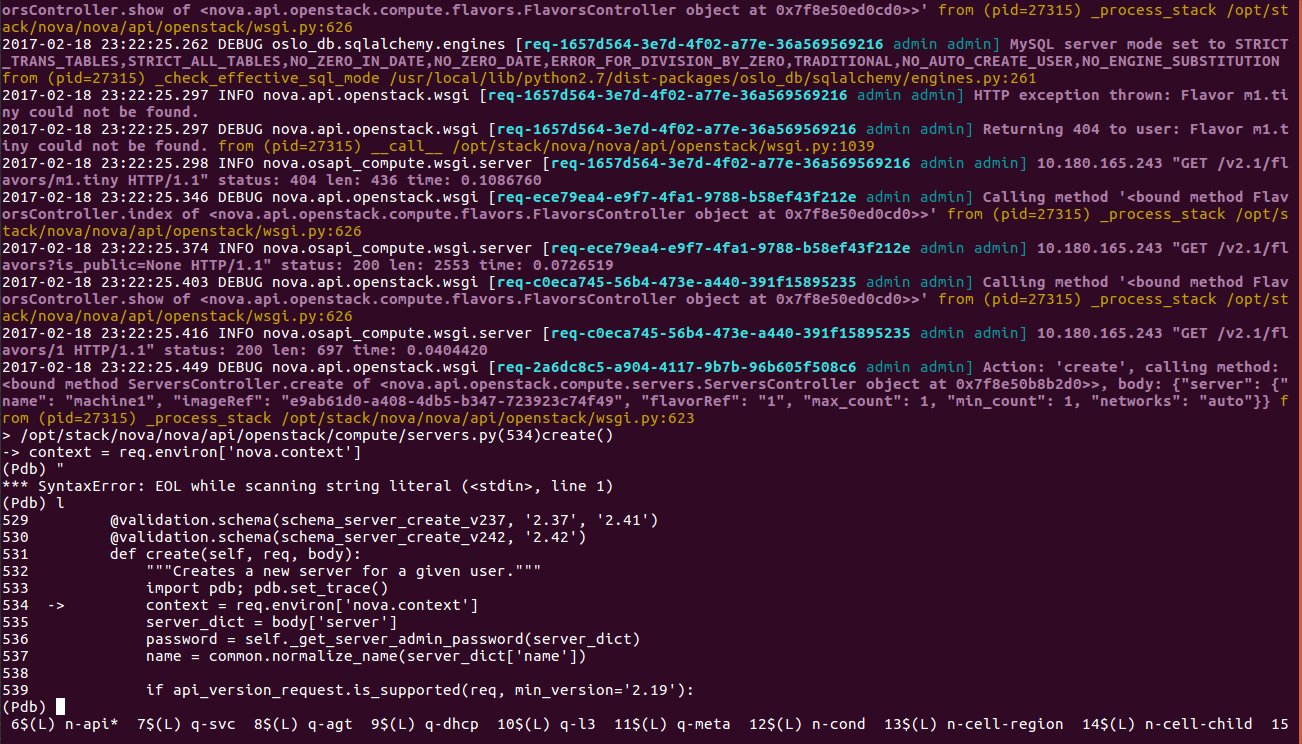 orsController.show of <nova.api.openstack.compute.flavors.FlavorsController object at 0x7f8e50ed0cd0>>' from (pid=27315) _process_stack /opt/st
ack/nova/nova/api/openstack/wsgi.py:626
2017-02-18 23:22:25.262 DEBUG oslo_db.sqlalchemy.engines [req-1657d564-3e7d-4f02-a77e-36a569569216 admin admin] MySQL server mode set to STRICT
_TRANS_TABLES,STRICT_ALL_TABLES,NO_ZERO_IN_DATE,NO_ZERO_DATE,ERROR_FOR_DIVISION_BY_ZERO,TRADITIONAL,NO_AUTO_CREATE_USER,NO_ENGINE_SUBSTITUTION
from (pid=27315) _check_effective_sql_mode /usr/local/lib/python2.7/dist-packages/oslo_db/sqlalchemy/engines.py:261
2017-02-18 23:22:25.297 INFO nova.api.openstack.wsgi [req-1657d564-3e7d-4f02-a77e-36a569569216 admin admin] HTTP exception thrown: Flavor m1.ti
ny could not be found.
2017-02-18 23:22:25.297 DEBUG nova.api.openstack.wsgi [req-1657d564-3e7d-4f02-a77e-36a569569216 admin admin] Returning 404 to user: Flavor m1.t
iny could not be found. from (pid=27315) __call__ /opt/stack/nova/nova/api/openstack/wsgi.py:1039
2017-02-18 23:22:25.298 INFO nova.osapi_compute.wsgi.server [req-1657d564-3e7d-4f02-a77e-36a569569216 admin admin] 10.180.165.243 "GET /v2.1/fl
avors/m1.tiny HTTP/1.1" status: 404 len: 436 time: 0.1086760
2017-02-18 23:22:25.346 DEBUG nova.api.openstack.wsgi [req-ece79ea4-e9f7-4fa1-9788-b58ef43f212e admin admin] Calling method '<bound method Flav
orsController.index of <nova.api.openstack.compute.flavors.FlavorsController object at 0x7f8e50ed0cd0>>' from (pid=27315) _process_stack /opt/s
tack/nova/nova/api/openstack/wsgi.py:626
2017-02-18 23:22:25.374 INFO nova.osapi_compute.wsgi.server [req-ece79ea4-e9f7-4fa1-9788-b58ef43f212e admin admin] 10.180.165.243 "GET /v2.1/fl
avors?is_public=None HTTP/1.1" status: 200 len: 2553 time: 0.0726519
2017-02-18 23:22:25.403 DEBUG nova.api.openstack.wsgi [req-c0eca745-56b4-473e-a440-391f15895235 admin admin] Calling method '<bound method Flav
orsController.show of <nova.api.openstack.compute.flavors.FlavorsController object at 0x7f8e50ed0cd0>>' from (pid=27315) _process_stack /opt/st
ack/nova/nova/api/openstack/wsgi.py:626
2017-02-18 23:22:25.416 INFO nova.osapi_compute.wsgi.server [req-c0eca745-56b4-473e-a440-391f15895235 admin admin] 10.180.165.243 "GET /v2.1/fl
avors/1 HTTP/1.1" status: 200 len: 697 time: 0.0404420
2017-02-18 23:22:25.449 DEBUG nova.api.openstack.wsgi [req-2a6dc8c5-a904-4117-9b7b-96b605f508c6 admin admin] Action: 'create', calling method:
<bound method ServersController.create of <nova.api.openstack.compute.servers.ServersController object at 0x7f8e50b8b2d0>>, body: {"server": {"
name": "machine1", "imageRef": "e9ab61d0-a408-4db5-b347-723923c74f49", "flavorRef": "1", "max_count": 1, "min_count": 1, "networks": "auto"}} f
rom (pid=27315) _process_stack /opt/stack/nova/nova/api/openstack/wsgi.py:623
> /opt/stack/nova/nova/api/openstack/compute/servers.py(534)create()
-> context = req.environ['nova.context']
(Pdb) "
*** SyntaxError: EOL while scanning string literal (<stdin>, line 1)
(Pdb) l
529         @validation.schema(schema_server_create_v237, '2.37', '2.41')
530         @validation.schema(schema_server_create_v242, '2.42')
531         def create(self, req, body):
532             """Creates a new server for a given user."""
533             import pdb; pdb.set_trace()
534  ->         context = req.environ['nova.context']
535             server_dict = body['server']
536             password = self._get_server_admin_password(server_dict)
537             name = common.normalize_name(server_dict['name'])
538
539             if api_version_request.is_supported(req, min_version='2.19'):
(Pdb)
6$(L) n-api*  7$(L) q-svc  8$(L) q-agt  9$(L) q-dhcp  10$(L) q-l3  11$(L) q-meta  12$(L) n-cond  13$(L) n-cell-region  14$(L) n-cell-child  15